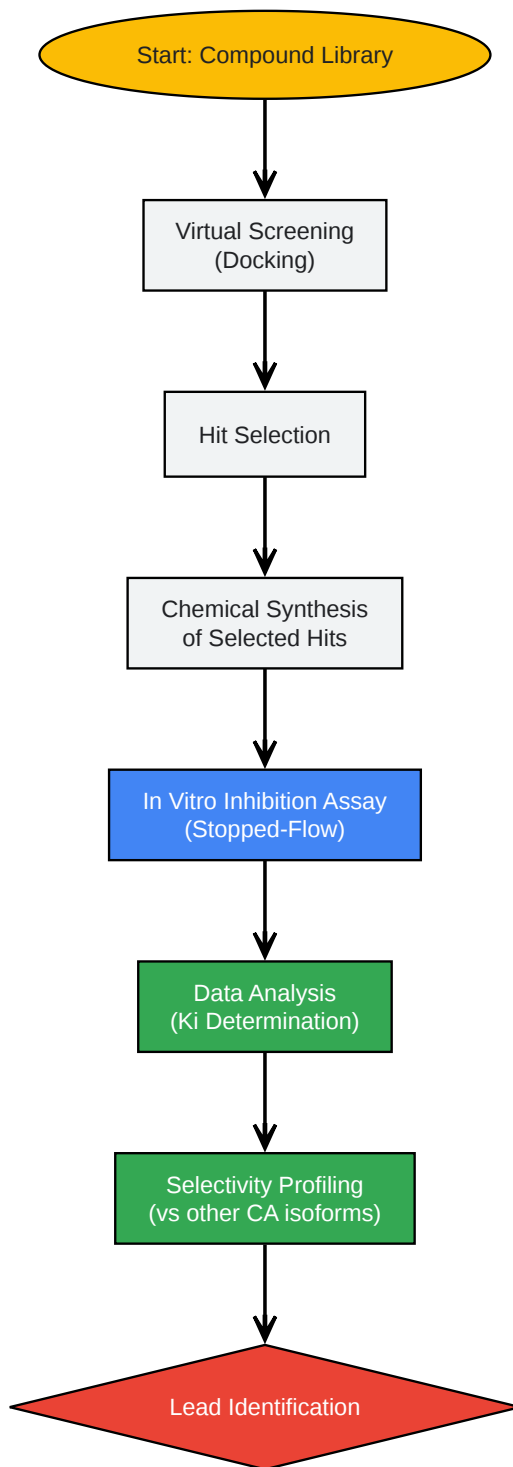 Start: Compound Library
Virtual Screening
(Docking)
Hit Selection
Chemical Synthesis
of Selected Hits
In Vitro Inhibition Assay
(Stopped-Flow)
Data Analysis
(Ki Determination)
Selectivity Profiling
(vs other CA isoforms)
Lead Identification